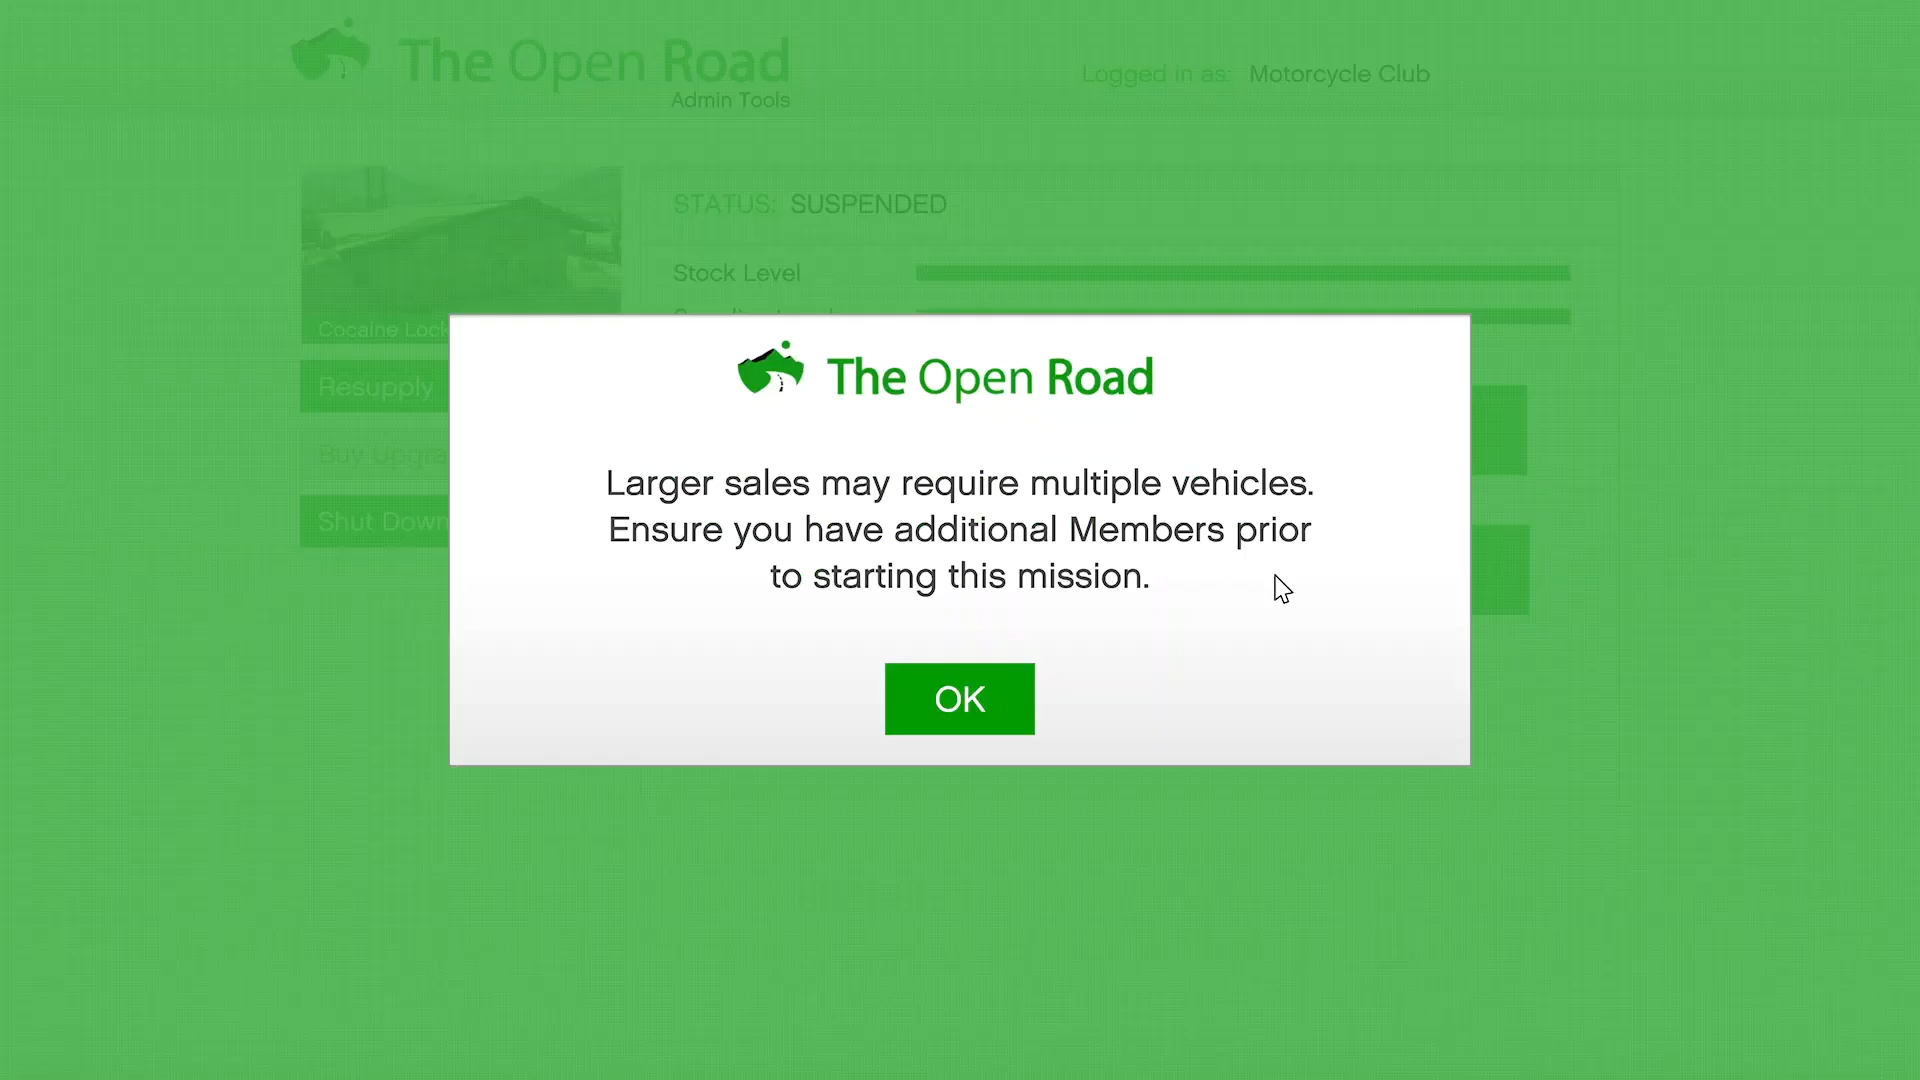 The Open Road
Admin Tools
Logged in as: Motorcycle Club
STATUS: SUSPENDED
Stock Level
Cocaine Lock
Resupply
Buy Upgra
Shut Down
The Open Road
Larger sales may require multiple vehicles.
Ensure you have additional Members prior
to starting this mission.
OK